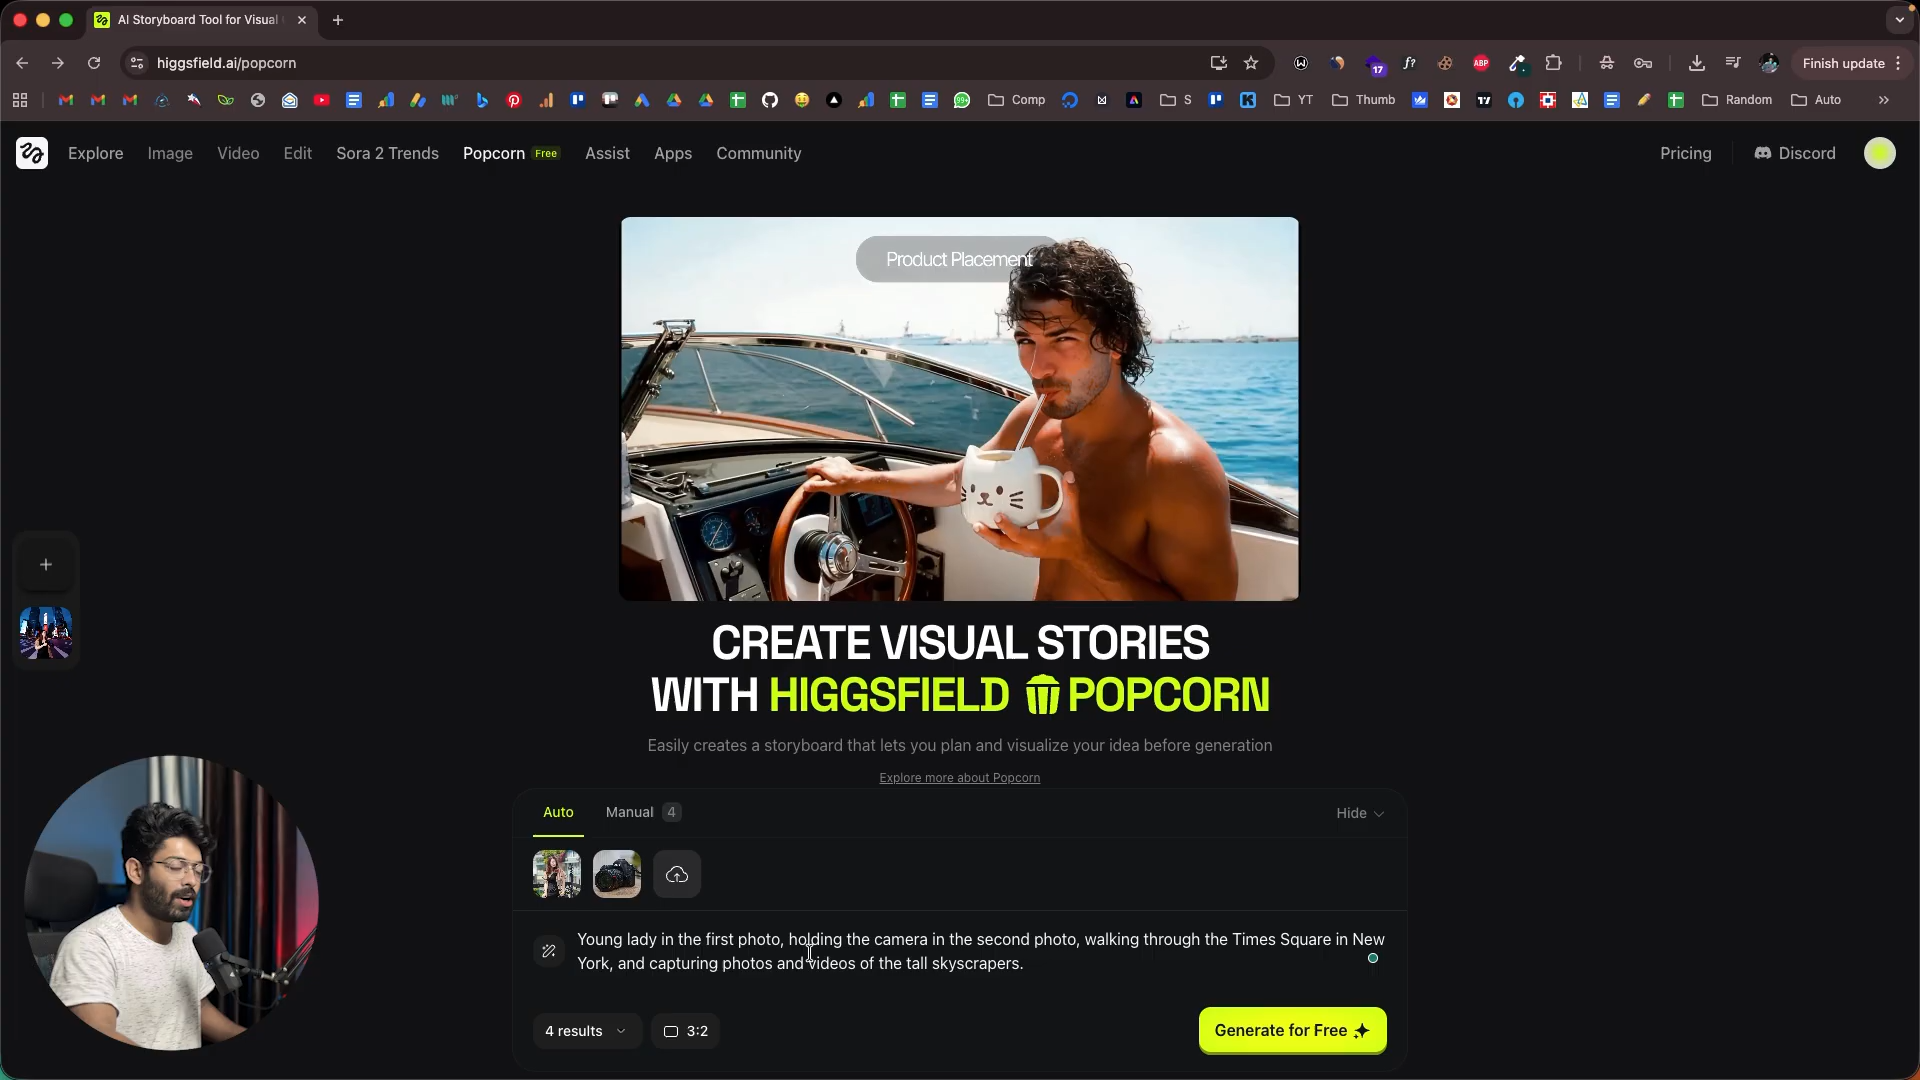 AI Storyboard Tool for Visual
higgsfield.ai/popcorn
17
f?
ABP
Finish update
99+
Comp
S
YT
Thumb
Random
Auto
Explore
Image
Video
Edit
Sora 2 Trends
Popcorn Free
Assist
Apps
Community
Pricing
Discord
Product Placement
CREATE VISUAL STORIES
WITH HIGGSFIELD POPCORN
Easily creates a storyboard that lets you plan and visualize your idea before generation
Explore more about Popcorn
Auto
Manual 4
Hide
Young lady in the first photo, holding the camera in the second photo, walking through the Times Square in New
York, and capturing photos and videos of the tall skyscrapers.
4 results
3:2
Generate for Free